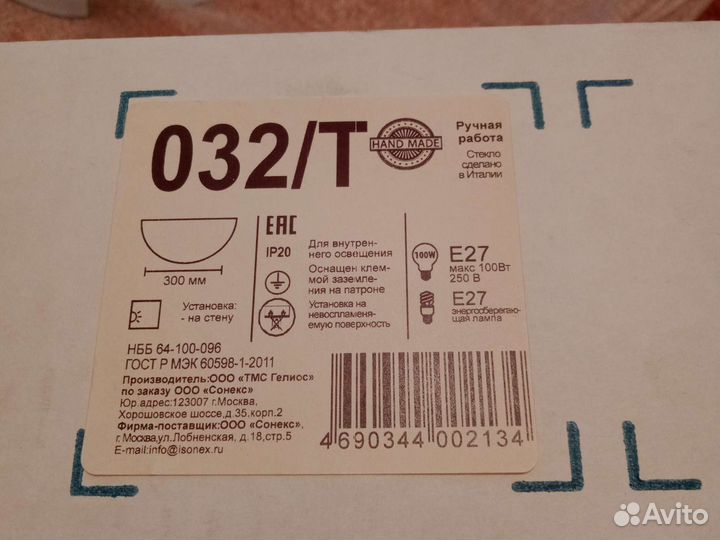 032/T
HAND MADE
Ручная
работа
Стекло
сделано
в Италии
300 мм
Установка:
- на стену
EAC
IP20
Для внутрен-
него освещения
Оснащен клем-
мой заземле-
ния на патроне
Установка на
невоспламеня-
емую поверхность
100W
E27
макс 100Вт
250 В
E27
энергосберегаю-
щая лампа
НББ 64-100-096
ГОСТ Р МЭК 60598-1-2011
Производитель:ООО «ТМС Гелиос»
по заказу ООО «Сонекс»
Юр.адрес:123007 г.Москва,
Хорошовское шоссе,д.35,корп.2
Фирма-поставщик:ООО «Сонекс»,
г.Москва,ул.Лобненская, д.18,стр.5
E-mail:info@isonex.ru
4 690344 002134
Avito